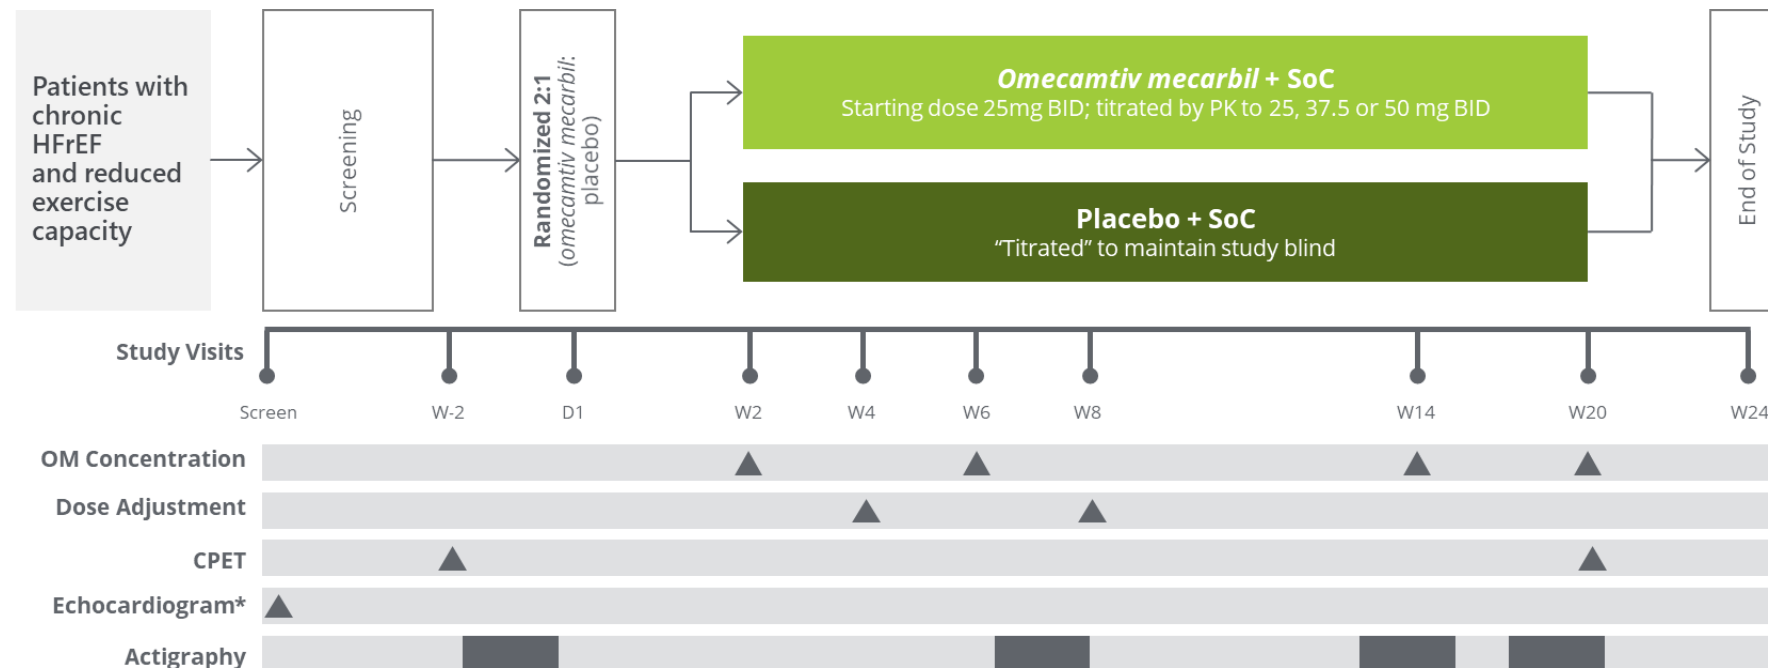 Patients with
chronic
HFrEF
and reduced
exercise
capacity
Screening
Randomized 2:1
(omecamtiv mecarbil:
placebo)
Omecamtiv mecarbil + SoC
Starting dose 25mg BID; titrated by PK to 25, 37.5 or 50 mg BID
Placebo + SoC
“Titrated” to maintain study blind
End of Study
Study Visits
Screen W-2 D1 W2 W4 W6 W8 W14 W20 W24
OM Concentration
Dose Adjustment
CPET
Echocardiogram*
Actigraphy